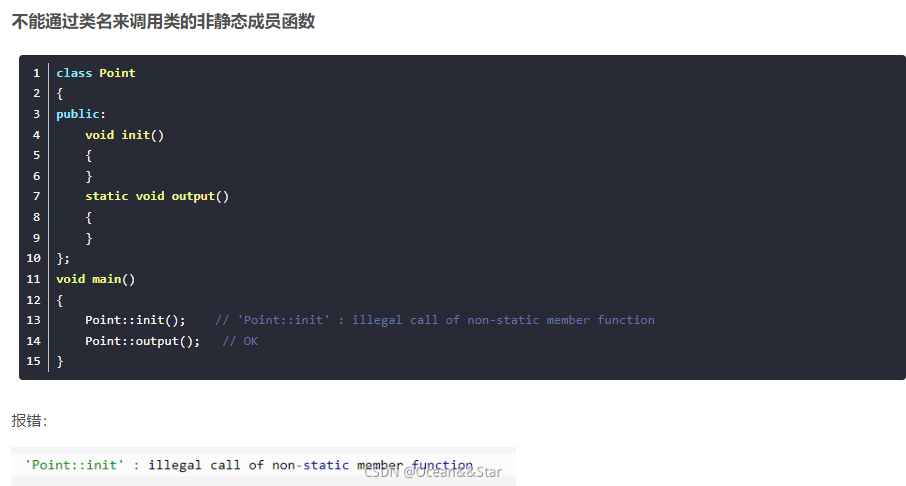 不能通过类名来调用类的非静态成员函数
1 class Point
2 {
3 public:
4     void init()
5     {
6     }
7     static void output()
8     {
9     }
10 };
11 void main()
12 {
13     Point::init();    // 'Point::init' : illegal call of non-static member function
14     Point::output();   // OK
15 }
报错:
'Point::init' : illegal call of non-static member function
CSDN @Ocean&&Star